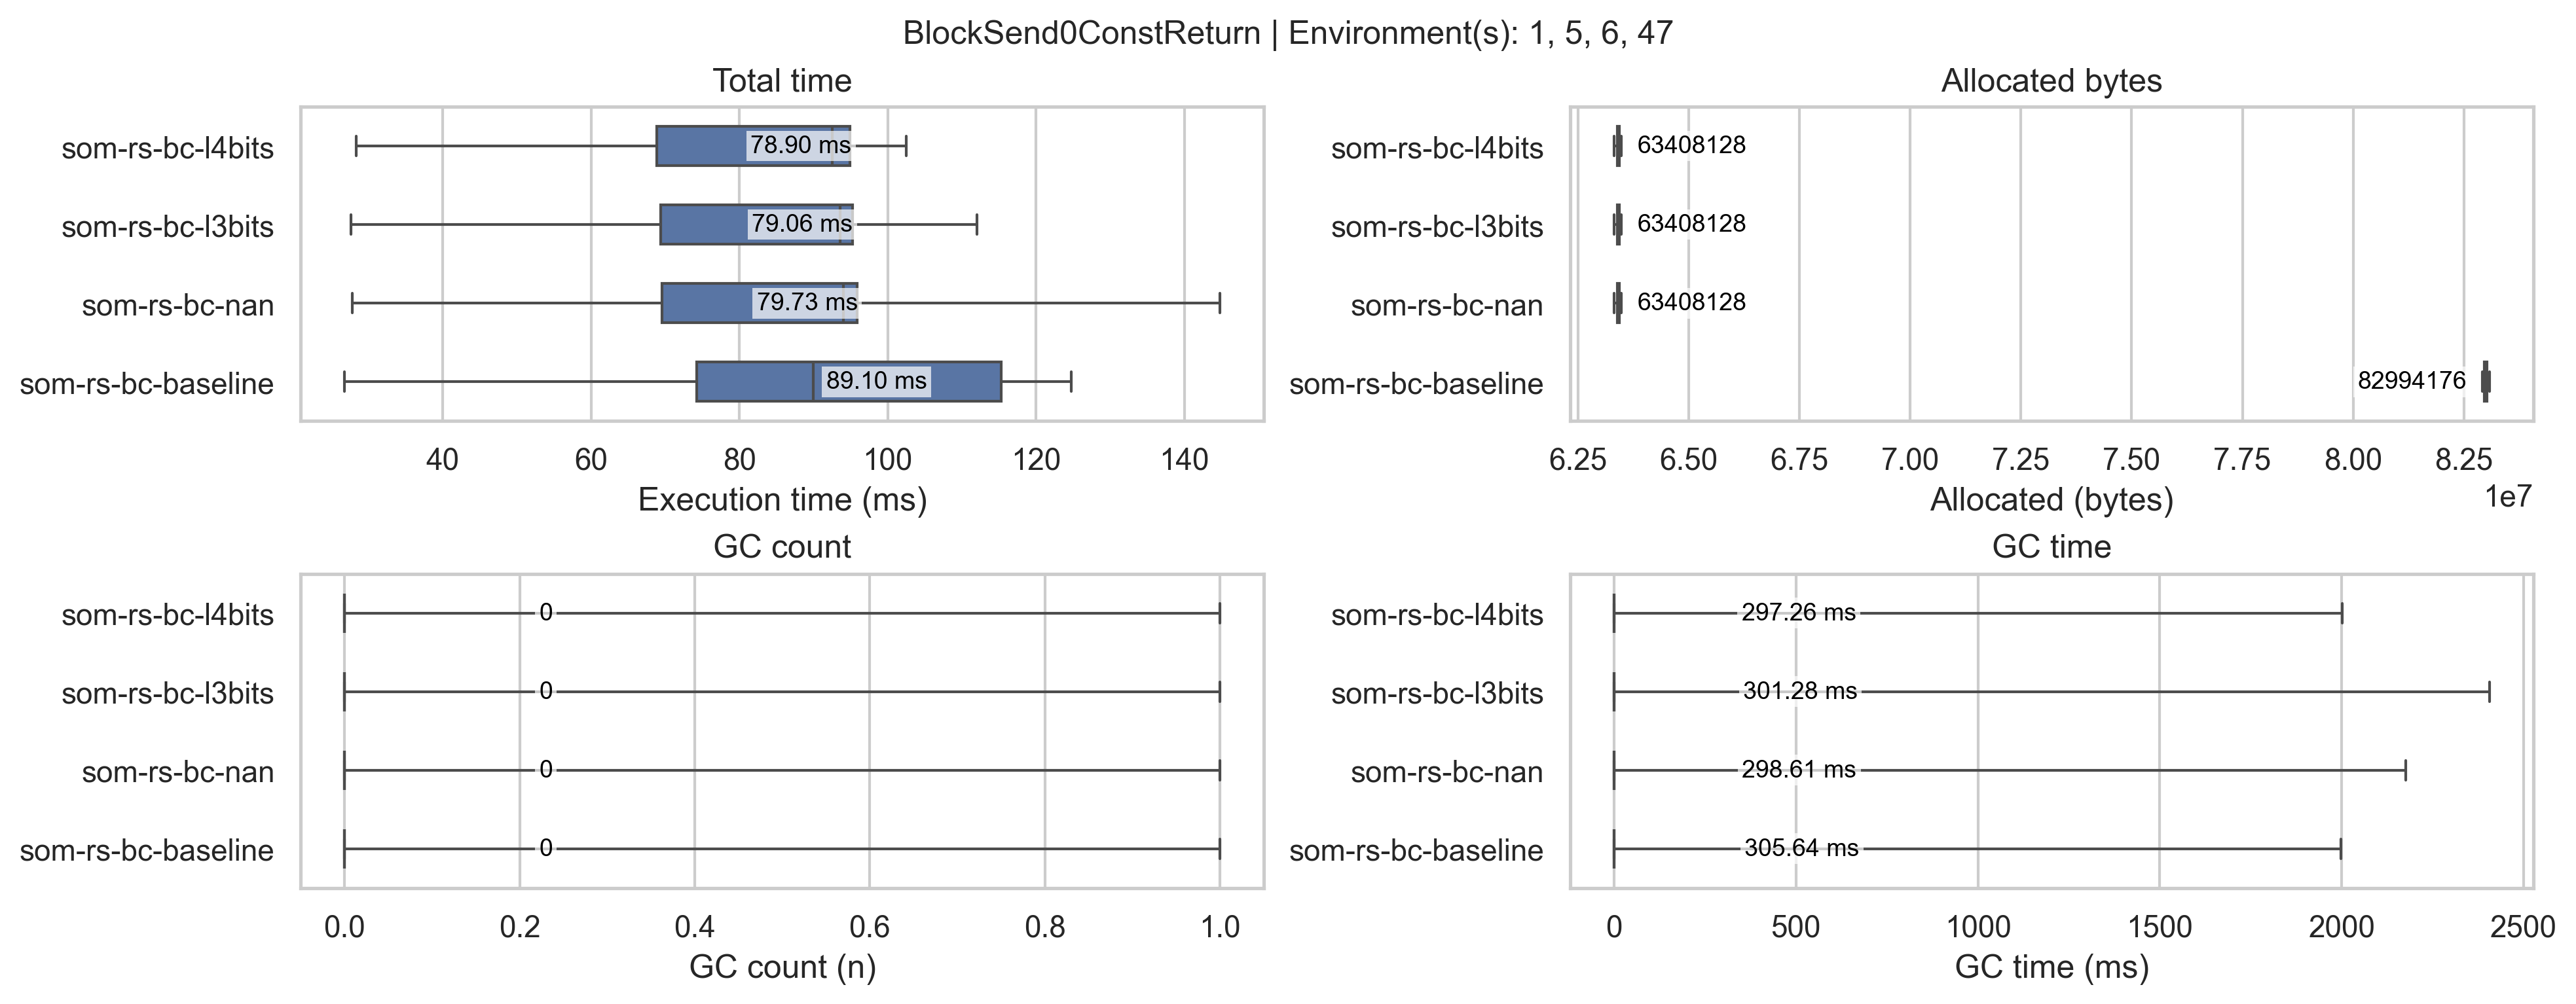 BlockSend0ConstReturn | Environment(s): 1, 5, 6, 47
Total time
som-rs-bc-l4bits
78.90 ms
som-rs-bc-l3bits
79.06 ms
som-rs-bc-nan
79.73 ms
som-rs-bc-baseline
89.10 ms
40 60 80 100 120 140
Execution time (ms)
Allocated bytes
som-rs-bc-l4bits
63408128
som-rs-bc-l3bits
63408128
som-rs-bc-nan
63408128
som-rs-bc-baseline
82994176
6.25 6.50 6.75 7.00 7.25 7.50 7.75 8.00 8.25
1e7
Allocated (bytes)
GC count
som-rs-bc-l4bits
0
som-rs-bc-l3bits
0
som-rs-bc-nan
0
som-rs-bc-baseline
0
0.0 0.2 0.4 0.6 0.8 1.0
GC count (n)
GC time
som-rs-bc-l4bits
297.26 ms
som-rs-bc-l3bits
301.28 ms
som-rs-bc-nan
298.61 ms
som-rs-bc-baseline
305.64 ms
0 500 1000 1500 2000 2500
GC time (ms)